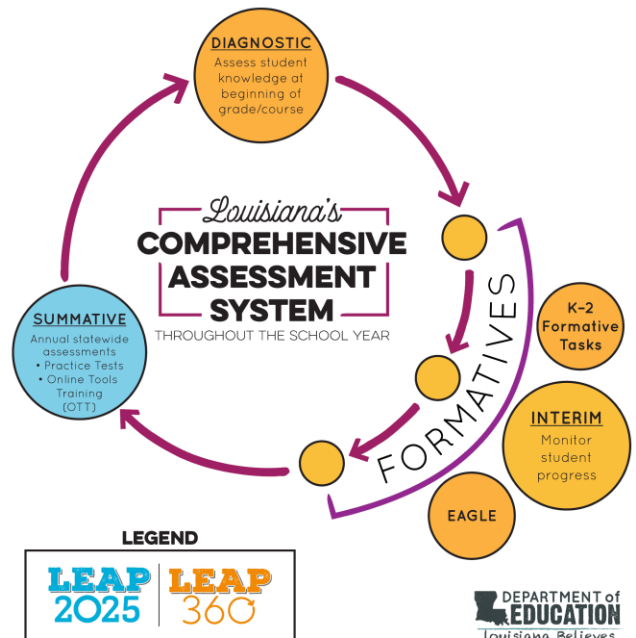 DIAGNOSTIC
Assess student
knowledge at
beginning of
grade/course
Louisiana's
COMPREHENSIVE
ASSESSMENT
SYSTEM
THROUGHOUT THE SCHOOL YEAR
FORMATIVES
K–2
Formative
Tasks
INTERIM
Monitor
student
progress
EAGLE
SUMMATIVE
Annual statewide
assessments
• Practice Tests
• Online Tools
Training
(OTT)
LEGEND
LEAP
2025
LEAP
360
DEPARTMENT of
EDUCATION
Louisiana Believes